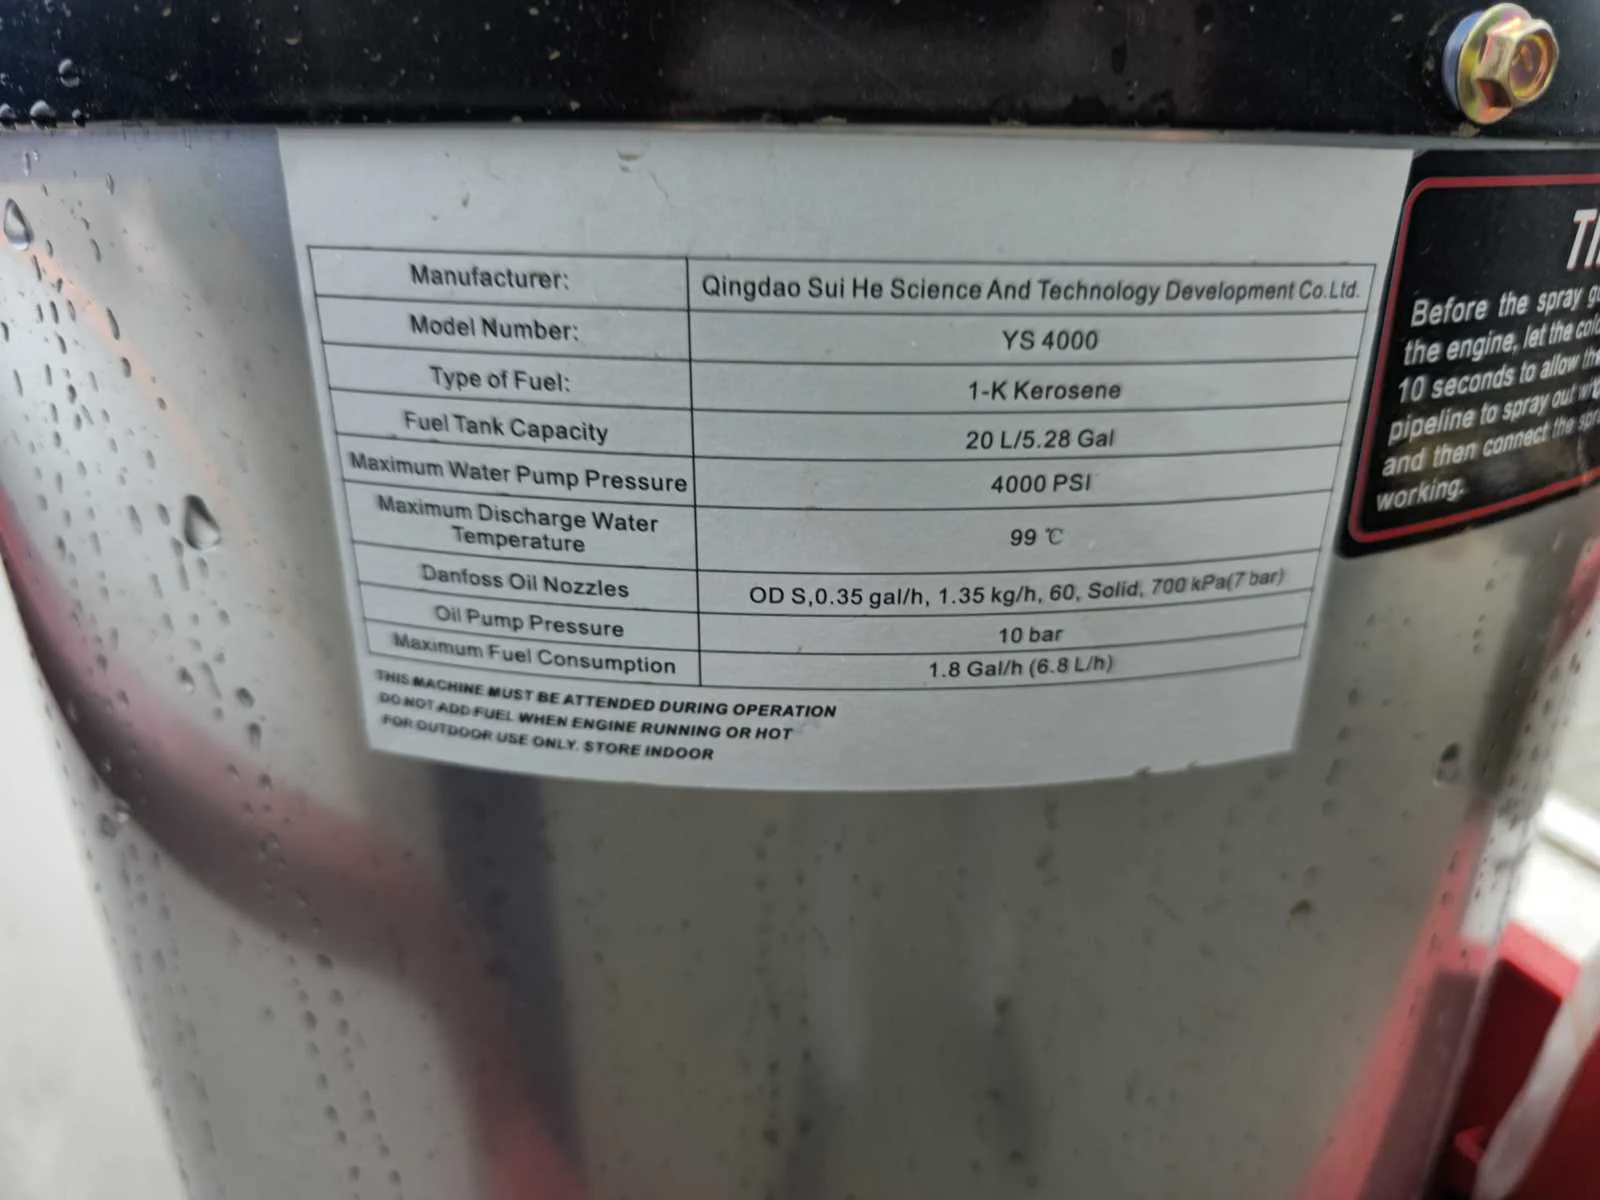 Manufacturer: Qingdao Sui He Science And Technology Development Co.Ltd.
Model Number: YS 4000
Type of Fuel: 1-K Kerosene
Fuel Tank Capacity 20 L/5.28 Gal
Maximum Water Pump Pressure 4000 PSI
Maximum Discharge Water
Temperature 99 ℃
Danfoss Oil Nozzles OD S,0.35 gal/h, 1.35 kg/h, 60, Solid, 700 kPa(7 bar)
Oil Pump Pressure 10 bar
Maximum Fuel Consumption 1.8 Gal/h (6.8 L/h)
THIS MACHINE MUST BE ATTENDED DURING OPERATION
DO NOT ADD FUEL WHEN ENGINE RUNNING OR HOT
FOR OUTDOOR USE ONLY. STORE INDOOR
Before the spray
the engine, let the
10 seconds to allow
pipeline to spray out
and then connect the
working.